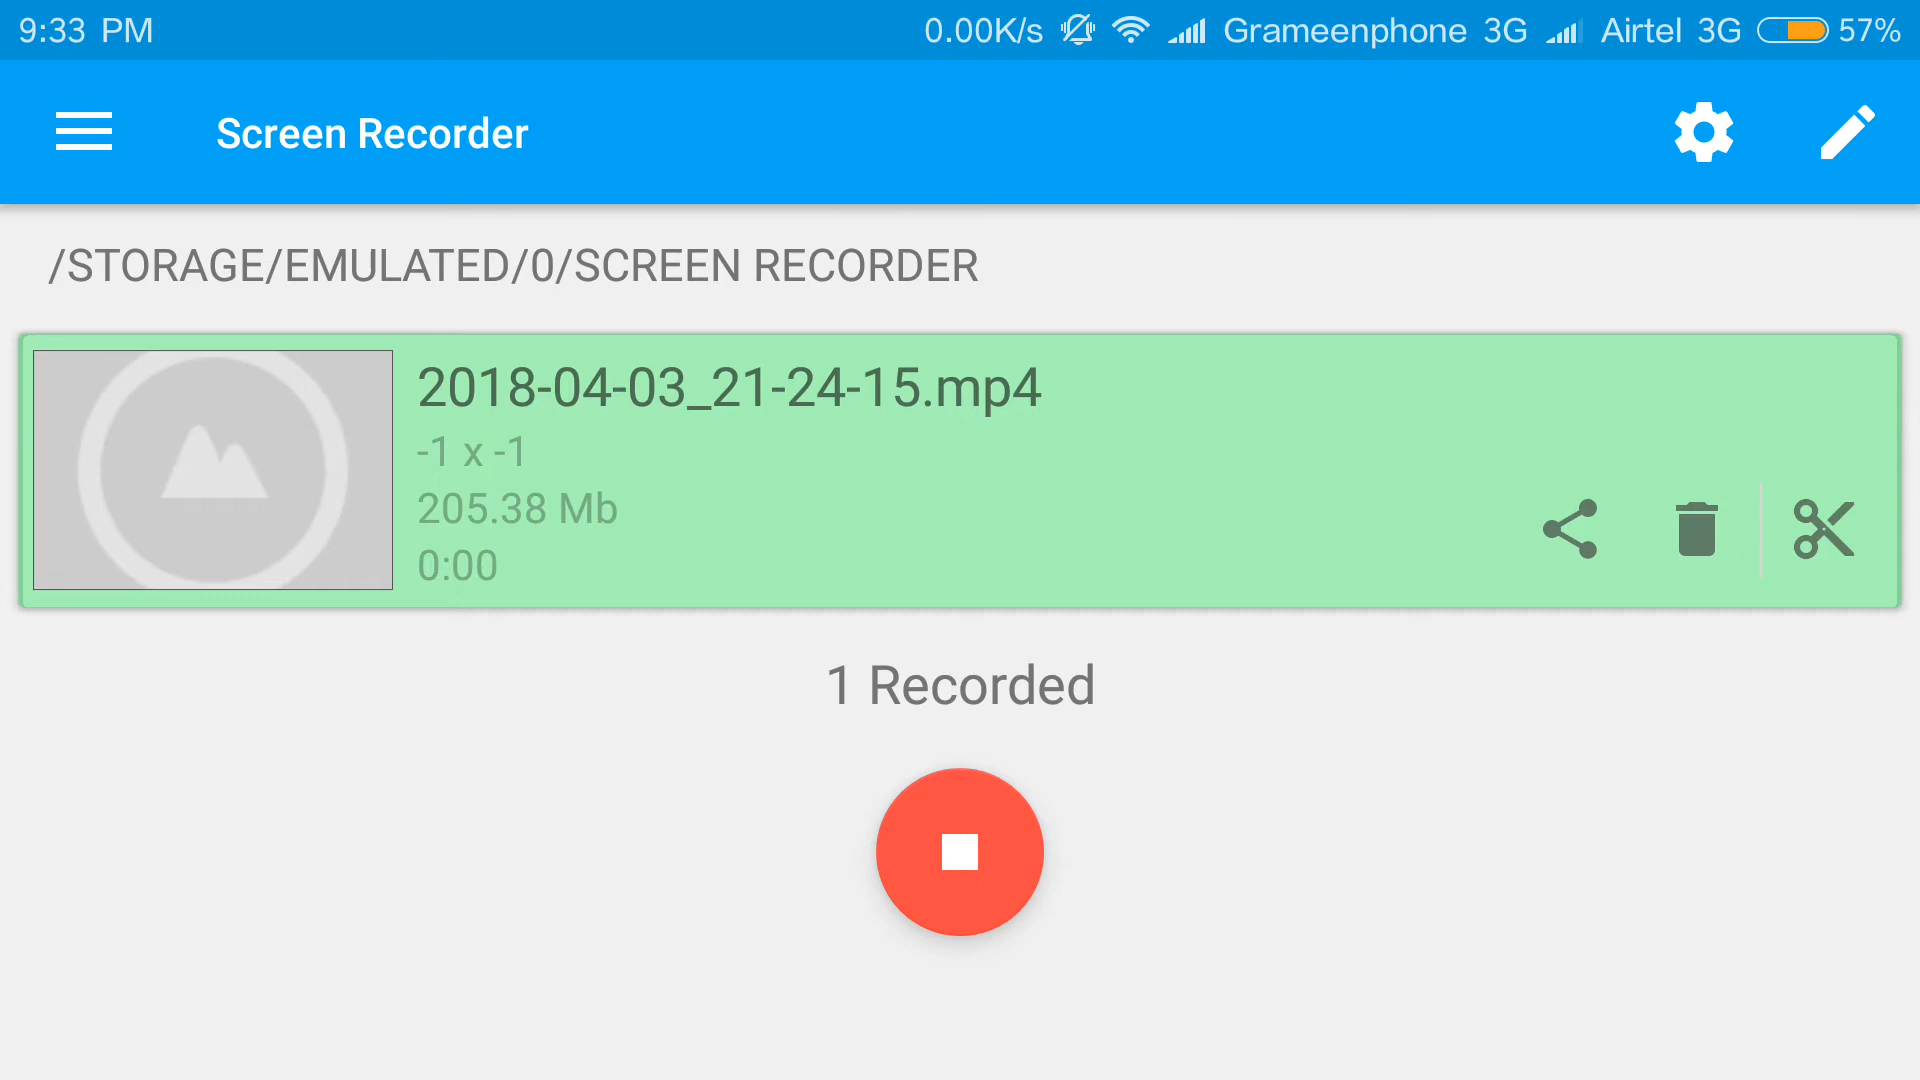 9:33 PM 0.00K/s Grameenphone 3G Airtel 3G 57%
Screen Recorder
/STORAGE/EMULATED/0/SCREEN RECORDER
2018-04-03_21-24-15.mp4
-1 x -1
205.38 Mb
0:00
1 Recorded